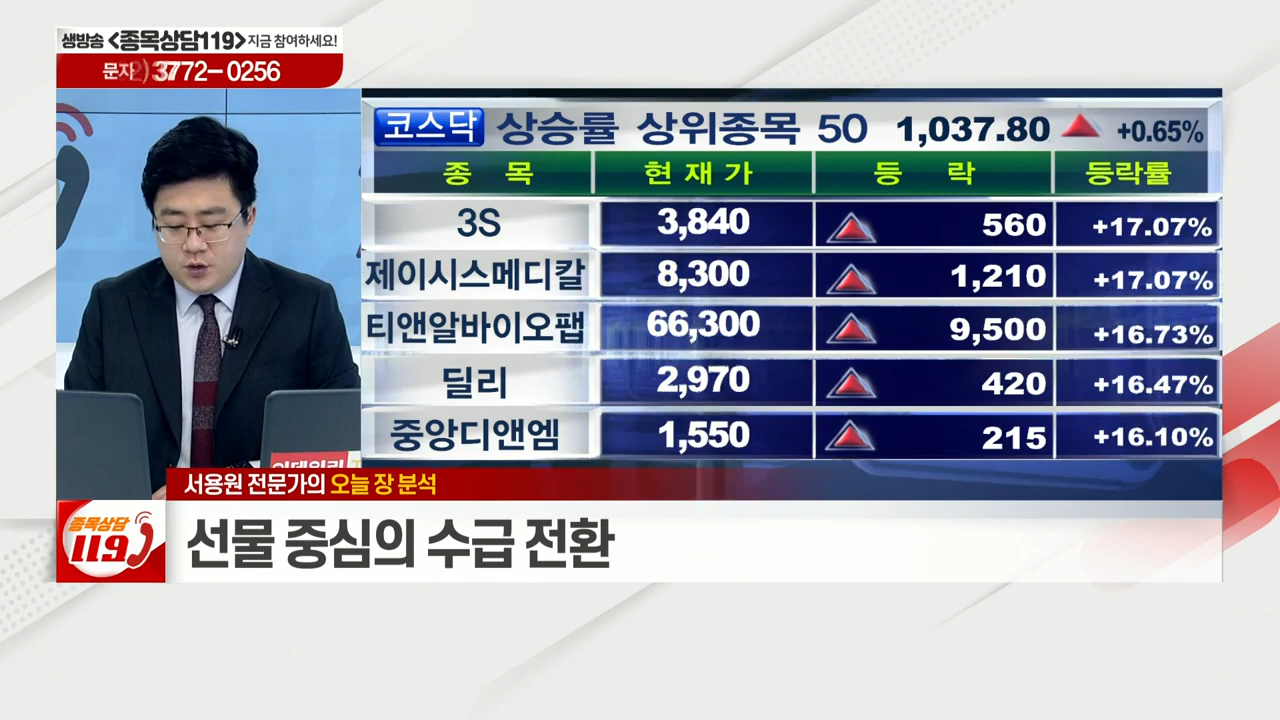 생방송 <종목상담119> 지금 참여하세요!
문자 3772-0256
코스닥 상승률 상위종목 50 1,037.80 ▲ +0.65%
종 목 현재가 등 락 등락률
3S 3,840 ▲ 560 +17.07%
제이시스메디칼 8,300 ▲ 1,210 +17.07%
티앤알바이오팹 66,300 ▲ 9,500 +16.73%
딜리 2,970 ▲ 420 +16.47%
중앙디앤엠 1,550 ▲ 215 +16.10%
서용원 전문가의 오늘 장 분석
종목상담
119
선물 중심의 수급 전환